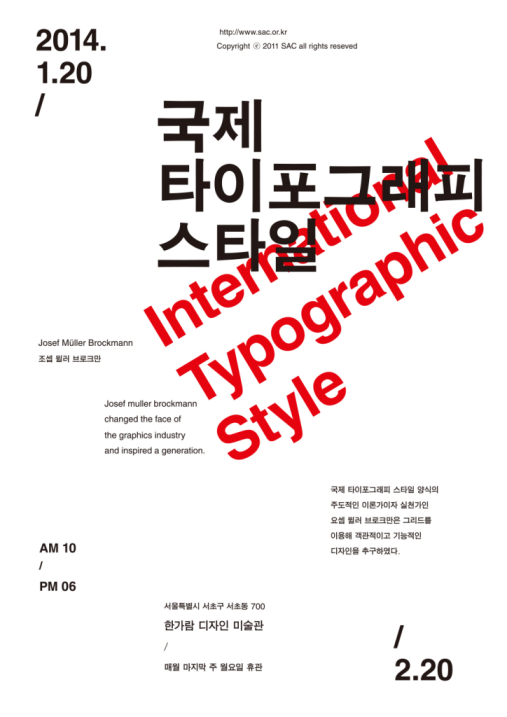 2014.
1.20
/
http://www.sac.or.kr
Copyright ⓒ 2011 SAC all rights reseved
국제
타이포그래피
스타일
International
Typographic
Style
Josef Müller Brockmann
조셉 뮐러 브로크만
Josef muller brockmann
changed the face of
the graphics industry
and inspired a generation.
국제 타이포그래피 스타일 양식의
주도적인 이론가이자 실천가인
요셉 뮐러 브로크만은 그리드를
이용해 객관적이고 기능적인
디자인을 추구하였다.
AM 10
/
PM 06
서울특별시 서초구 서초동 700
한가람 디자인 미술관
/
매월 마지막 주 월요일 휴관
/
2.20